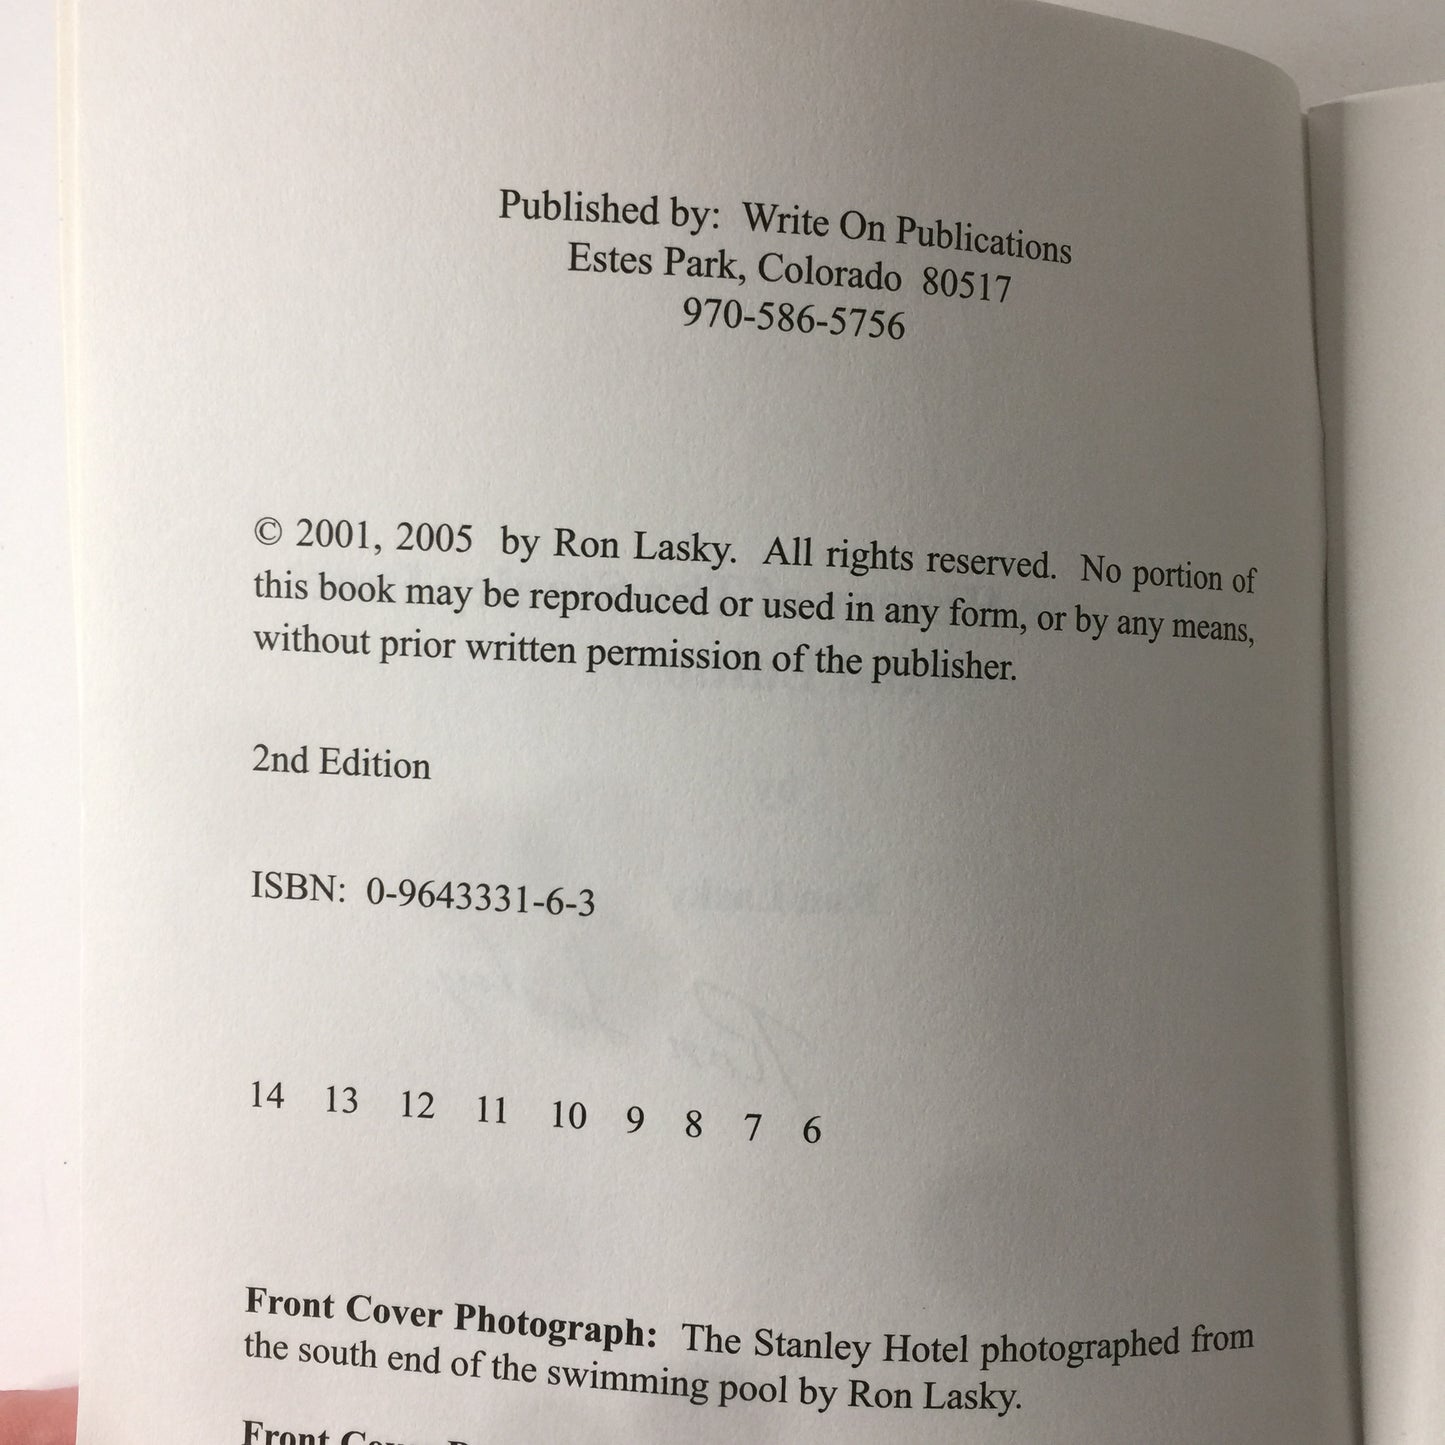 Published by: Write On Publications
Estes Park, Colorado 80517
970-586-5756
© 2001, 2005 by Ron Lasky. All rights reserved. No portion of
this book may be reproduced or used in any form, or by any means,
without prior written permission of the publisher.
2nd Edition
ISBN: 0-9643331-6-3
14 13 12 11 10 9 8 7 6
Front Cover Photograph: The Stanley Hotel photographed from
the south end of the swimming pool by Ron Lasky.
Front